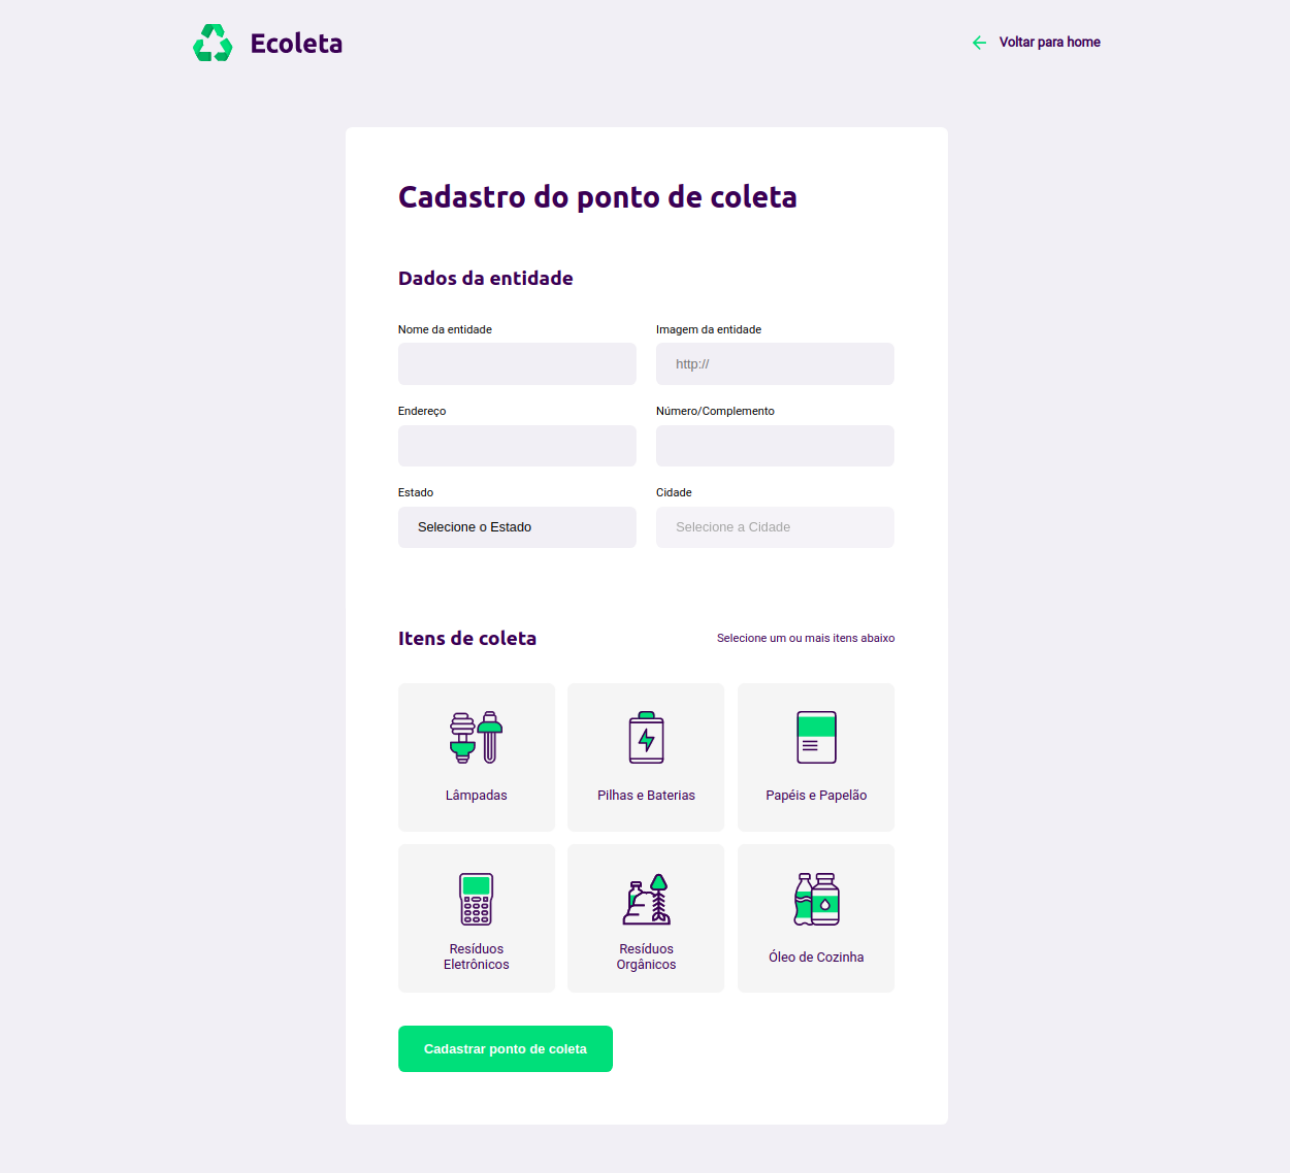 Ecoleta
Voltar para home
Cadastro do ponto de coleta
Dados da entidade
Nome da entidade
Imagem da entidade
http://
Endereço
Número/Complemento
Estado
Cidade
Selecione o Estado
Selecione a Cidade
Itens de coleta
Selecione um ou mais itens abaixo
Lâmpadas
Pilhas e Baterias
Papéis e Papelão
Resíduos
Eletrônicos
Resíduos
Orgânicos
Óleo de Cozinha
Cadastrar ponto de coleta